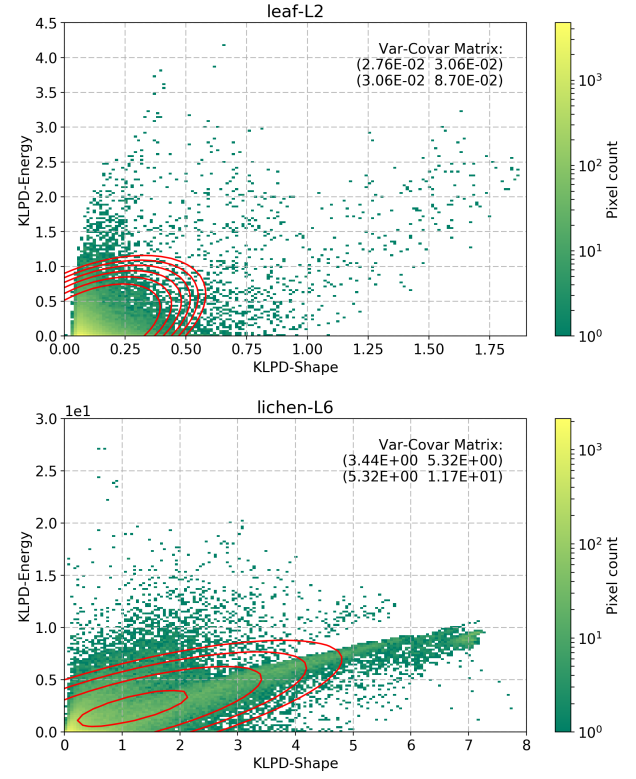 leaf-L2
4.5
4.0
3.5
3.0
2.5
2.0
1.5
1.0
0.5
0.0
KLPD-Energy
Var-Covar Matrix:
(2.76E-02 3.06E-02)
(3.06E-02 8.70E-02)
0.00 0.25 0.50 0.75 1.00 1.25 1.50 1.75
KLPD-Shape
10³
10²
10¹
10⁰
Pixel count
lichen-L6
1e1
3.0
2.5
2.0
1.5
1.0
0.5
0.0
KLPD-Energy
Var-Covar Matrix:
(3.44E+00 5.32E+00)
(5.32E+00 1.17E+01)
0 1 2 3 4 5 6 7 8
KLPD-Shape
10³
10²
10¹
10⁰
Pixel count